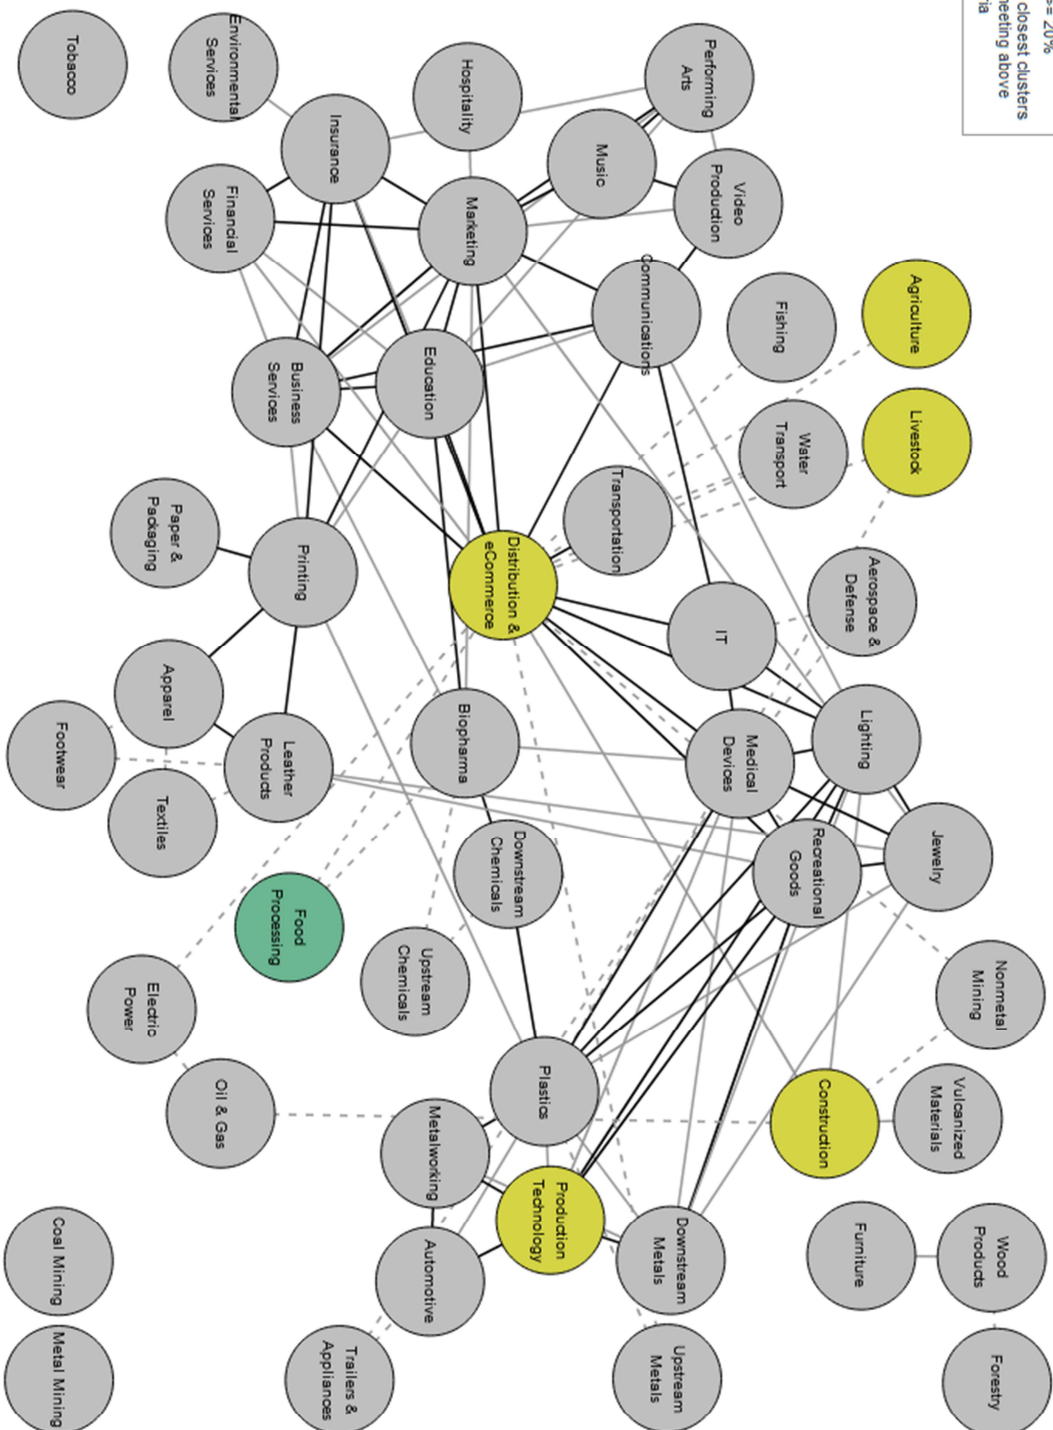 = 20%
closest clusters
meeting above
Agriculture
Livestock
Aerospace &
Defense
Lighting
Jewelry
Nonmetal
Mining
Vulcanized
Materials
Wood
Products
Forestry
Performing
Arts
Video
Production
Fishing
Water
Transport
Recreational
Goods
Construction
Furniture
Music
Communications
Transportation
IT
Medical
Devices
Downstream
Metals
Upstream
Metals
Hospitality
Marketing
Education
Distribution &
eCommerce
Biopharma
Downstream
Chemicals
Upstream
Chemicals
Plastics
Production
Technology
Metalworking
Automotive
Trailers &
Appliances
Insurance
Business
Services
Printing
Leather
Products
Food
Processing
Environmental
Services
Financial
Services
Paper &
Packaging
Apparel
Textiles
Electric
Power
Oil & Gas
Tobacco
Footwear
Coal Mining
Metal Mining